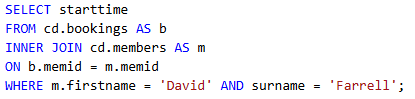 SELECT starttime
FROM cd.bookings AS b
INNER JOIN cd.members AS m
ON b.memid = m.memid
WHERE m.firstname = 'David' AND surname = 'Farrell';